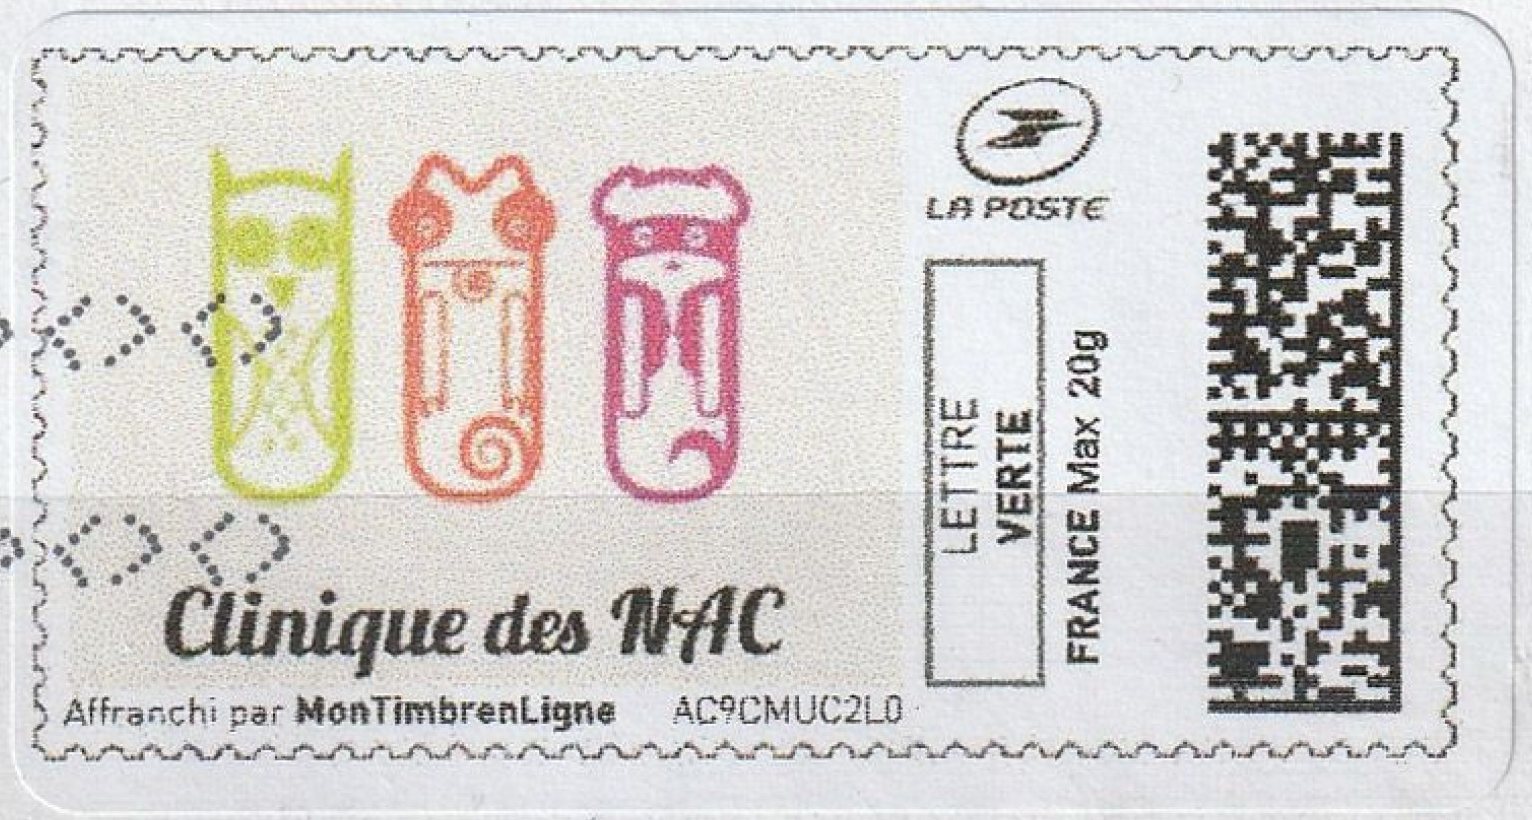 LA POSTE
LETTRE
VERTE
FRANCE Max 20g
Clinique des NAC
Affranchi par MonTimbrenLigne AC9CMUC2L0